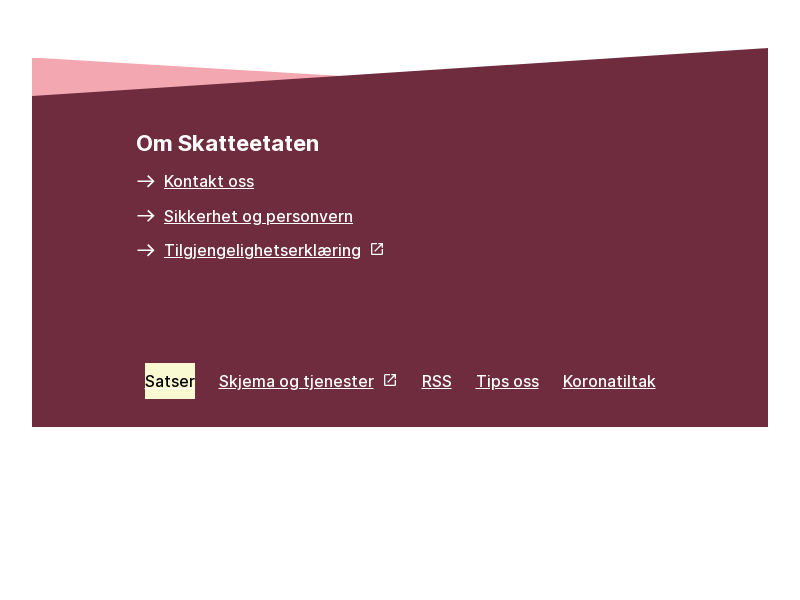 Om Skatteetaten
Kontakt oss
Sikkerhet og personvern
Tilgjengelighetserklæring
Satser Skjema og tjenester RSS Tips oss Koronatiltak